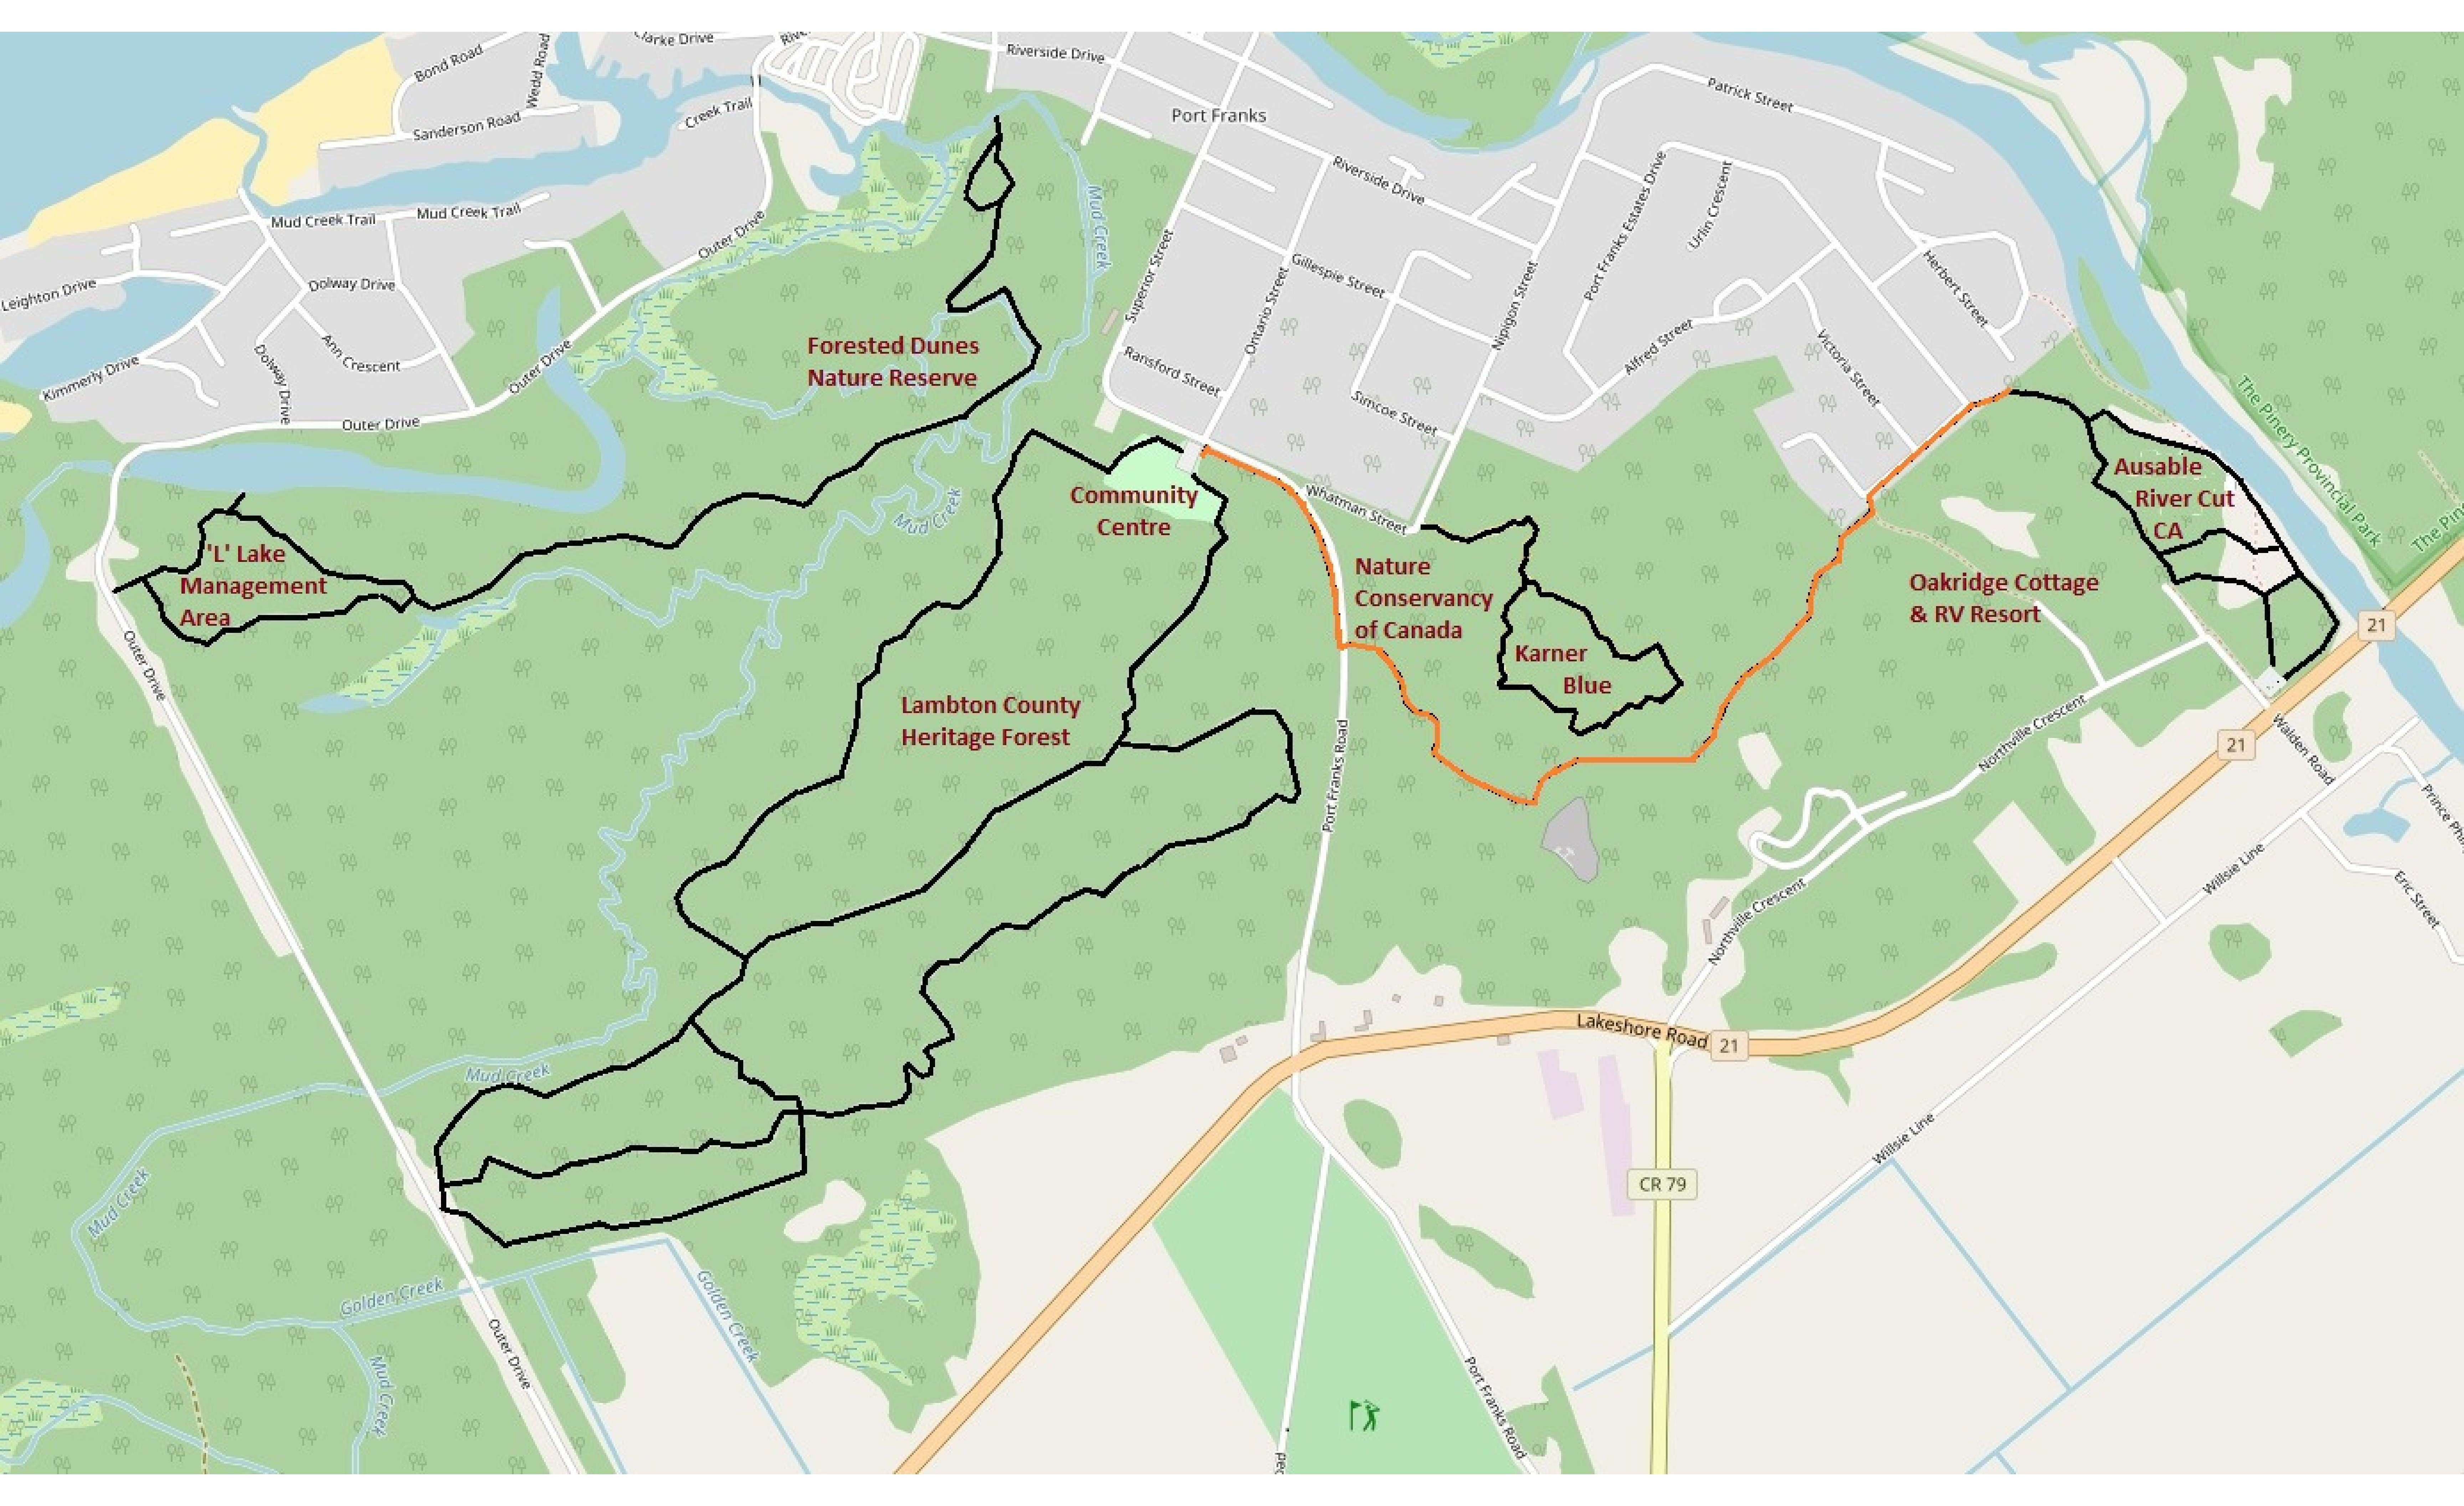 Clarke Drive
Bond Road
Wedd Road
Riverside Drive
Patrick Street
Creek Trail
Sanderson Road
Port Franks
Riverside Drive
Port Franks Estates Drive
Urlin Crescent
Mud Creek Trail
Mud Creek Trail
Outer Drive
Mud Creek
Superior Street
Gillespie Street
Ontario Street
Nipigon Street
Herbert Street
Leighton Drive
Dolway Drive
Ann Crescent
Forested Dunes
Nature Reserve
Outer Drive
Kimmerly Drive
Dolway Drive
Ransford Street
Alfred Street
Victoria Street
Simcoe Street
The Pinery Provincial Park
Outer Drive
Ausable
River Cut
CA
Community
Centre
Whatman Street
Mud Creek
'L' Lake
Management
Area
Nature
Conservancy
of Canada
Oakridge Cottage
& RV Resort
21
Karner
Blue
Outer Drive
Lambton County
Heritage Forest
Port Franks Road
Northville Crescent
21
Walden Road
Willsie Line
Eric Street
Northville Crescent
Lakeshore Road
21
Mud Creek
Willsie Line
Mud Creek
CR 79
Golden Creek
Golden Creek
Outer Drive
Mud Creek
Port Franks Road